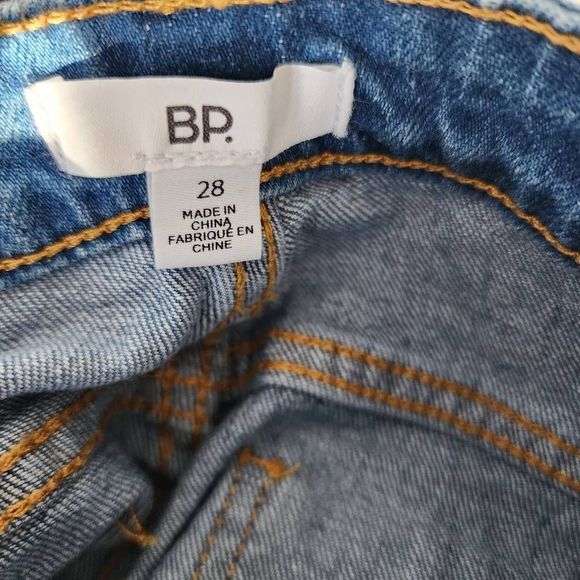 BP.
28
MADE IN
CHINA
FABRIQUÉ EN
CHINE